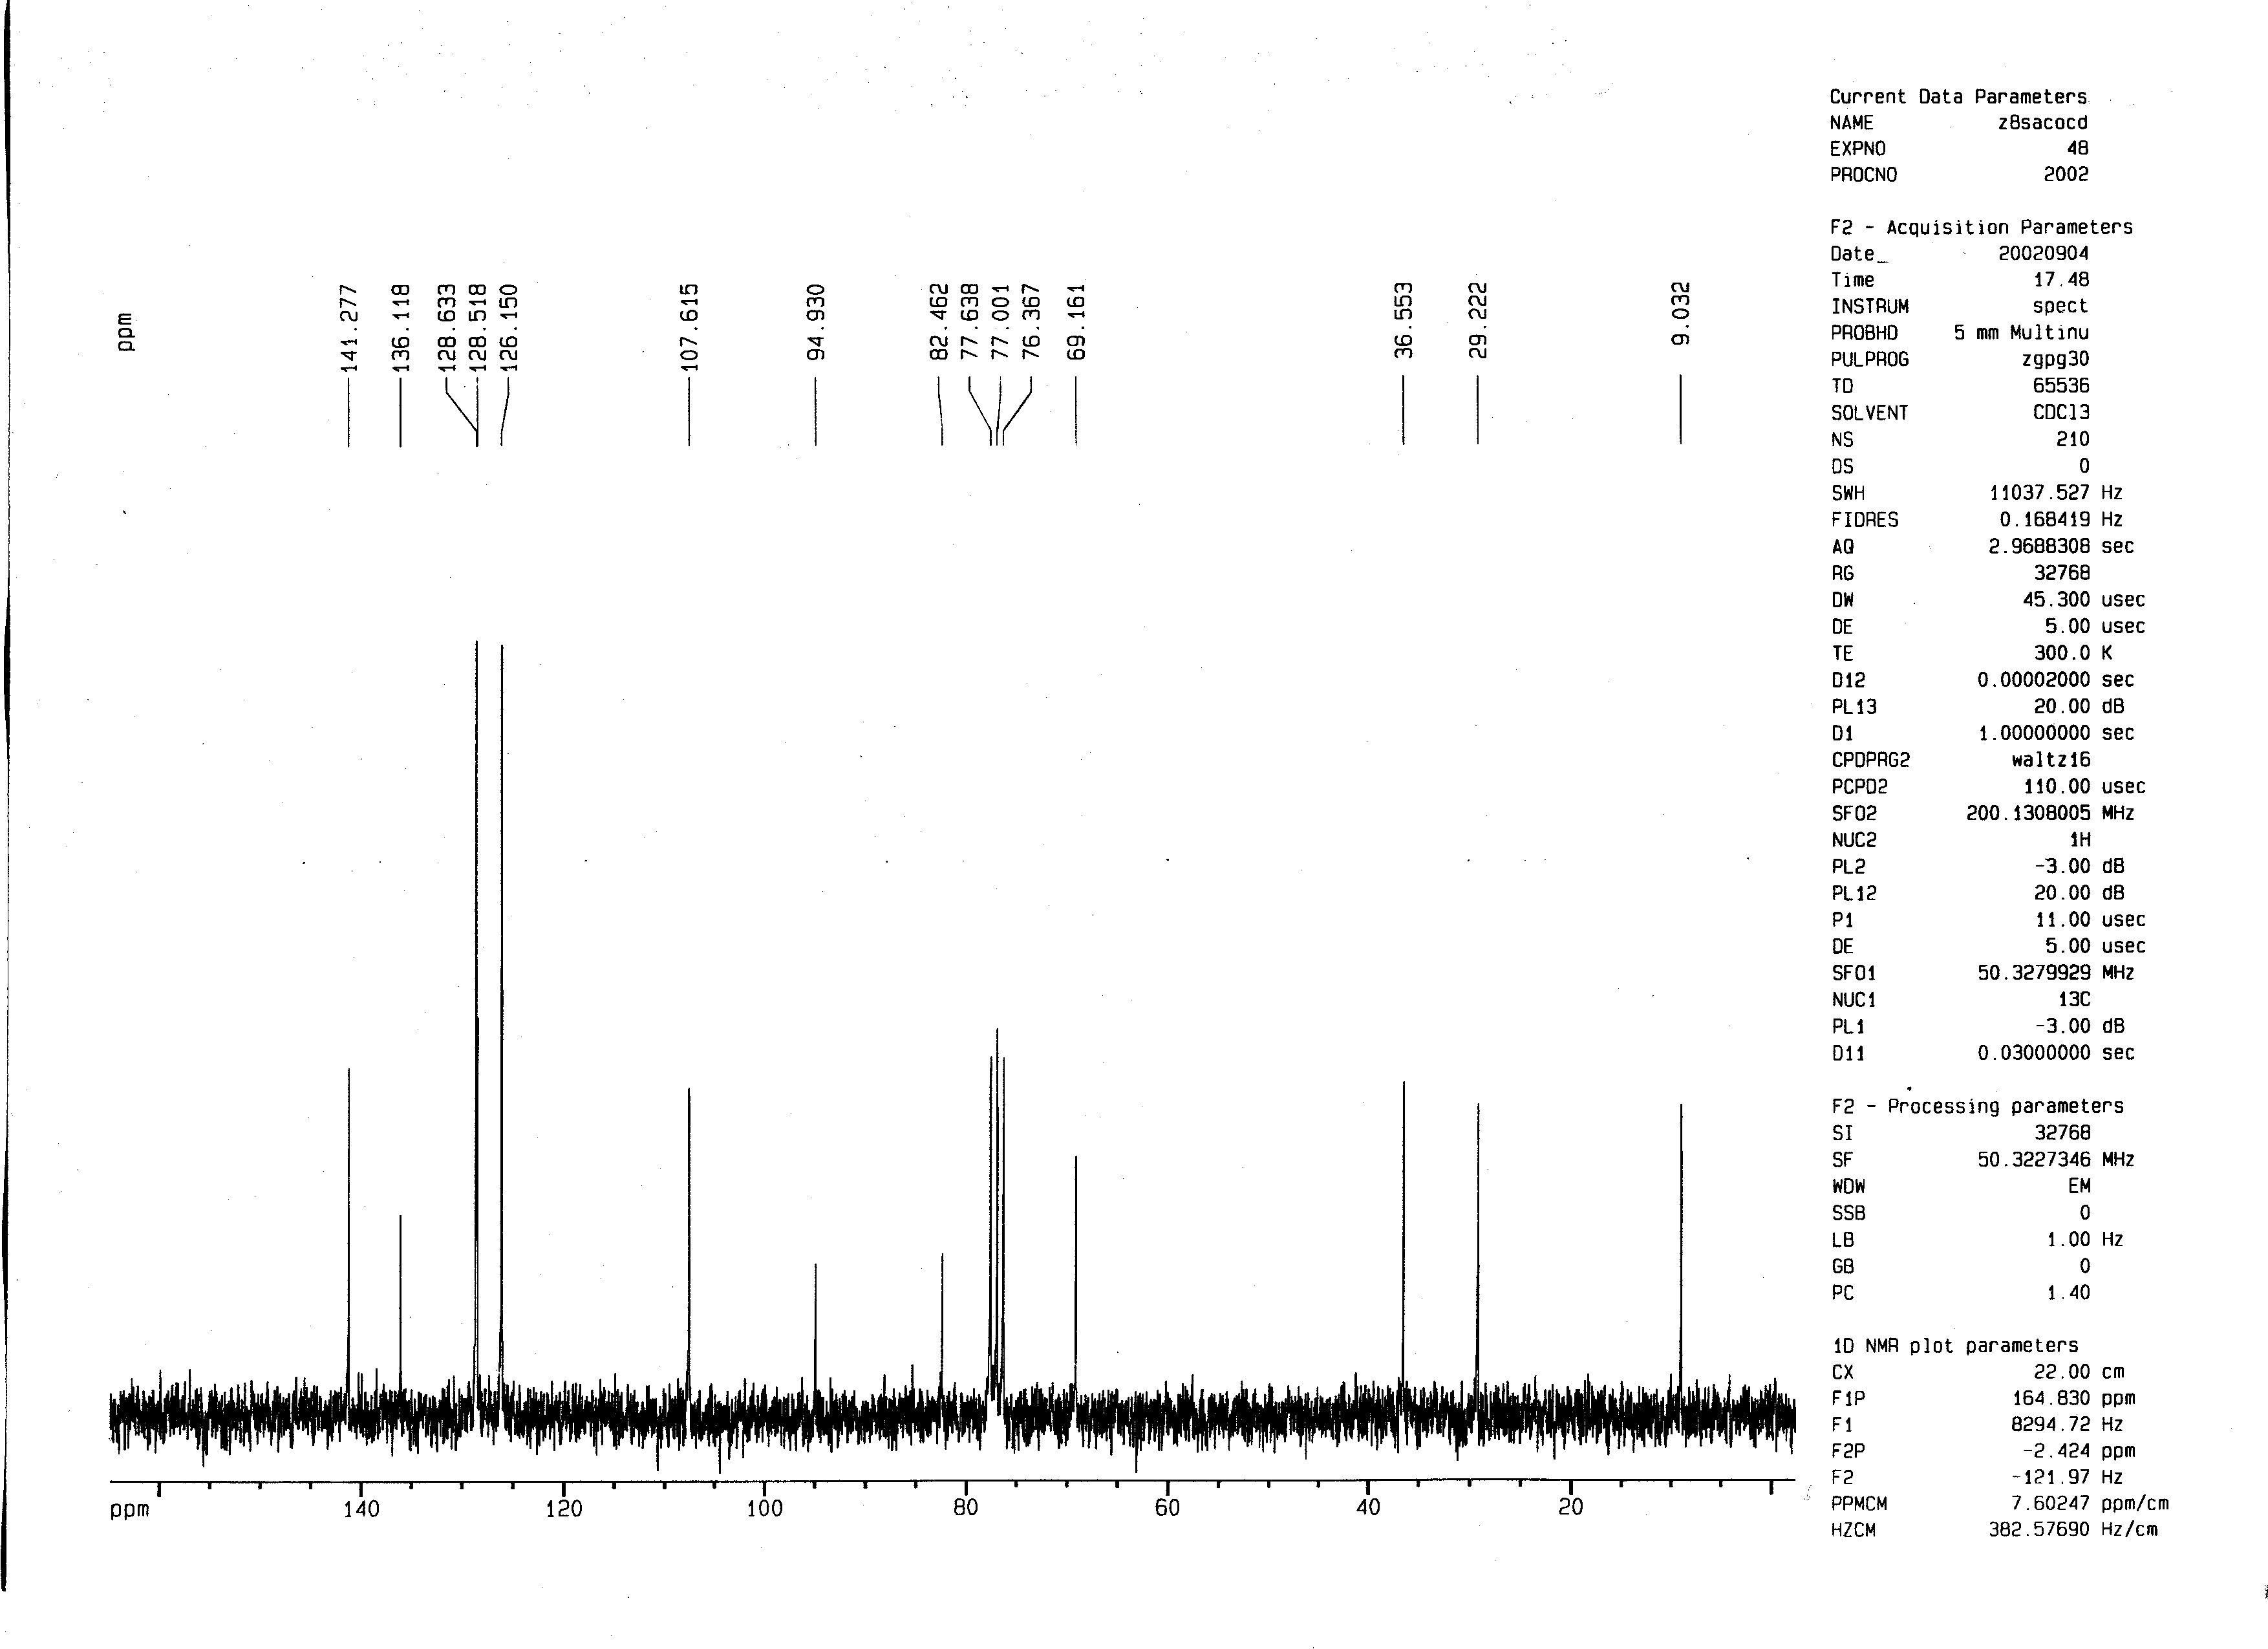 ppm
141.277
136.118
128.633
128.518
126.150
107.615
94.930
82.462
77.638
77.001
76.367
69.161
36.553
29.222
9.032
ppm 140 120 100 80 60 40 20
Current Data Parameters
NAME z8sacocd
EXPNO 48
PROCNO 2002
F2 - Acquisition Parameters
Date_ 20020904
Time 17.48
INSTRUM spect
PROBHD 5 mm Multinu
PULPROG zgpg30
TD 65536
SOLVENT CDCl3
NS 210
DS 0
SWH 11037.527 Hz
FIDRES 0.168419 Hz
AQ 2.9688308 sec
RG 32768
DW 45.300 usec
DE 5.00 usec
TE 300.0 K
D12 0.00002000 sec
PL13 20.00 dB
D1 1.00000000 sec
CPDPRG2 waltz16
PCPD2 110.00 usec
SFO2 200.1308005 MHz
NUC2 1H
PL2 -3.00 dB
PL12 20.00 dB
P1 11.00 usec
DE 5.00 usec
SFO1 50.3279929 MHz
NUC1 13C
PL1 -3.00 dB
D11 0.03000000 sec
F2 - Processing parameters
SI 32768
SF 50.3227346 MHz
WDW EM
SSB 0
LB 1.00 Hz
GB 0
PC 1.40
1D NMR plot parameters
CX 22.00 cm
F1P 164.830 ppm
F1 8294.72 Hz
F2P -2.424 ppm
F2 -121.97 Hz
PPMCM 7.60247 ppm/cm
HZCM 382.57690 Hz/cm